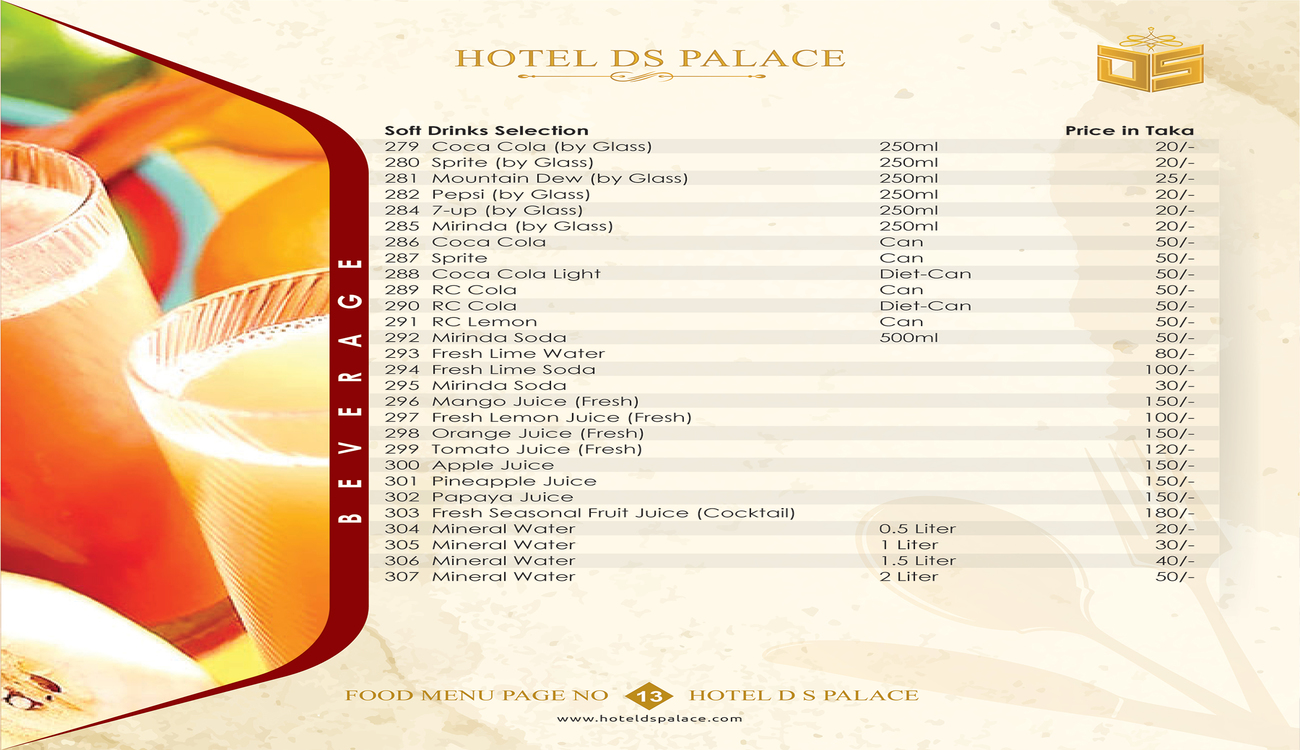 HOTEL DS PALACE
DS
Soft Drinks Selection Price in Taka
279 Coca Cola (by Glass) 250ml 20/-
280 Sprite (by Glass) 250ml 20/-
281 Mountain Dew (by Glass) 250ml 25/-
282 Pepsi (by Glass) 250ml 20/-
284 7-up (by Glass) 250ml 20/-
285 Mirinda (by Glass) 250ml 20/-
286 Coca Cola Can 50/-
287 Sprite Can 50/-
288 Coca Cola Light Diet-Can 50/-
289 RC Cola Can 50/-
290 RC Cola Diet-Can 50/-
291 RC Lemon Can 50/-
292 Mirinda Soda 500ml 50/-
293 Fresh Lime Water 80/-
294 Fresh Lime Soda 100/-
295 Mirinda Soda 30/-
296 Mango Juice (Fresh) 150/-
297 Fresh Lemon Juice (Fresh) 100/-
298 Orange Juice (Fresh) 150/-
299 Tomato Juice (Fresh) 120/-
300 Apple Juice 150/-
301 Pineapple Juice 150/-
302 Papaya Juice 150/-
303 Fresh Seasonal Fruit Juice (Cocktail) 180/-
304 Mineral Water 0.5 Liter 20/-
305 Mineral Water 1 Liter 30/-
306 Mineral Water 1.5 Liter 40/-
307 Mineral Water 2 Liter 50/-
BEVERAGE
FOOD MENU PAGE NO 13 HOTEL D S PALACE
www.hoteldspalace.com